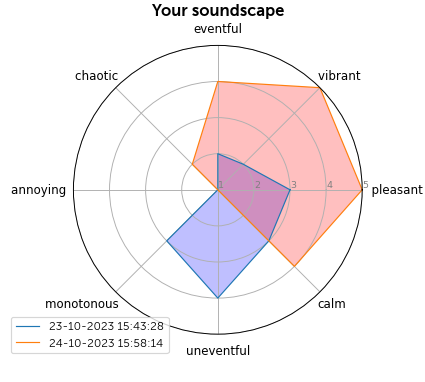 Your soundscape
eventful
chaotic
vibrant
annoying
1 2 3 4 5
pleasant
monotonous
calm
uneventful
23-10-2023 15:43:28
24-10-2023 15:58:14